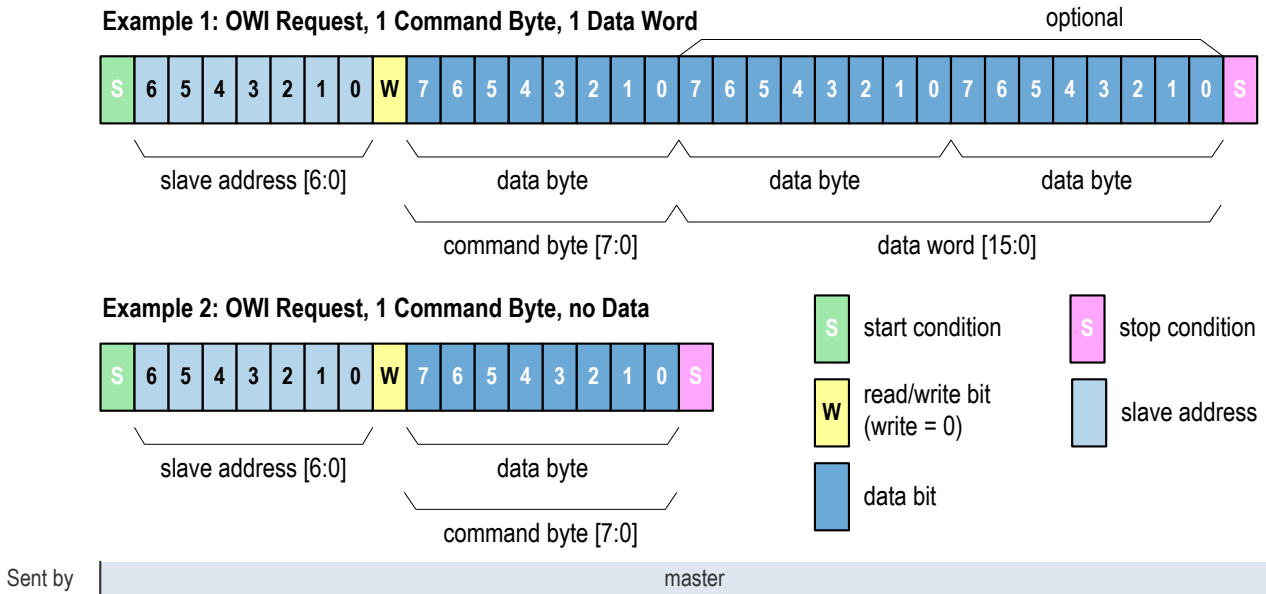 Example 1: OWI Request, 1 Command Byte, 1 Data Word
optional
S 6 5 4 3 2 1 0 W 7 6 5 4 3 2 1 0 7 6 5 4 3 2 1 0 7 6 5 4 3 2 1 0 S
slave address [6:0] data byte data byte data byte
command byte [7:0] data word [15:0]
Example 2: OWI Request, 1 Command Byte, no Data
S 6 5 4 3 2 1 0 W 7 6 5 4 3 2 1 0 S
slave address [6:0] data byte
command byte [7:0]
S start condition
S stop condition
W read/write bit
(write = 0)
slave address
data bit
Sent by master